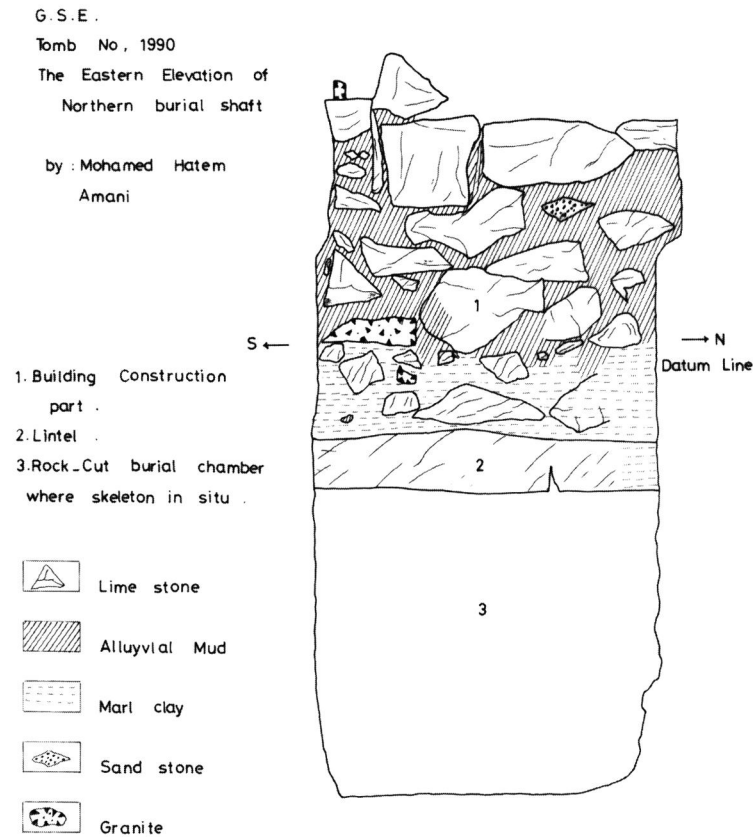 G.S.E.
Tomb No, 1990
The Eastern Elevation of
Northern burial shaft
by : Mohamed Hatem
Amani
1
S ←
→ N
Datum Line
1. Building Construction
part .
2. Lintel .
3. Rock_Cut burial chamber
where skeleton in situ .
2
3
Lime stone
Alluyvial Mud
Marl clay
Sand stone
Granite